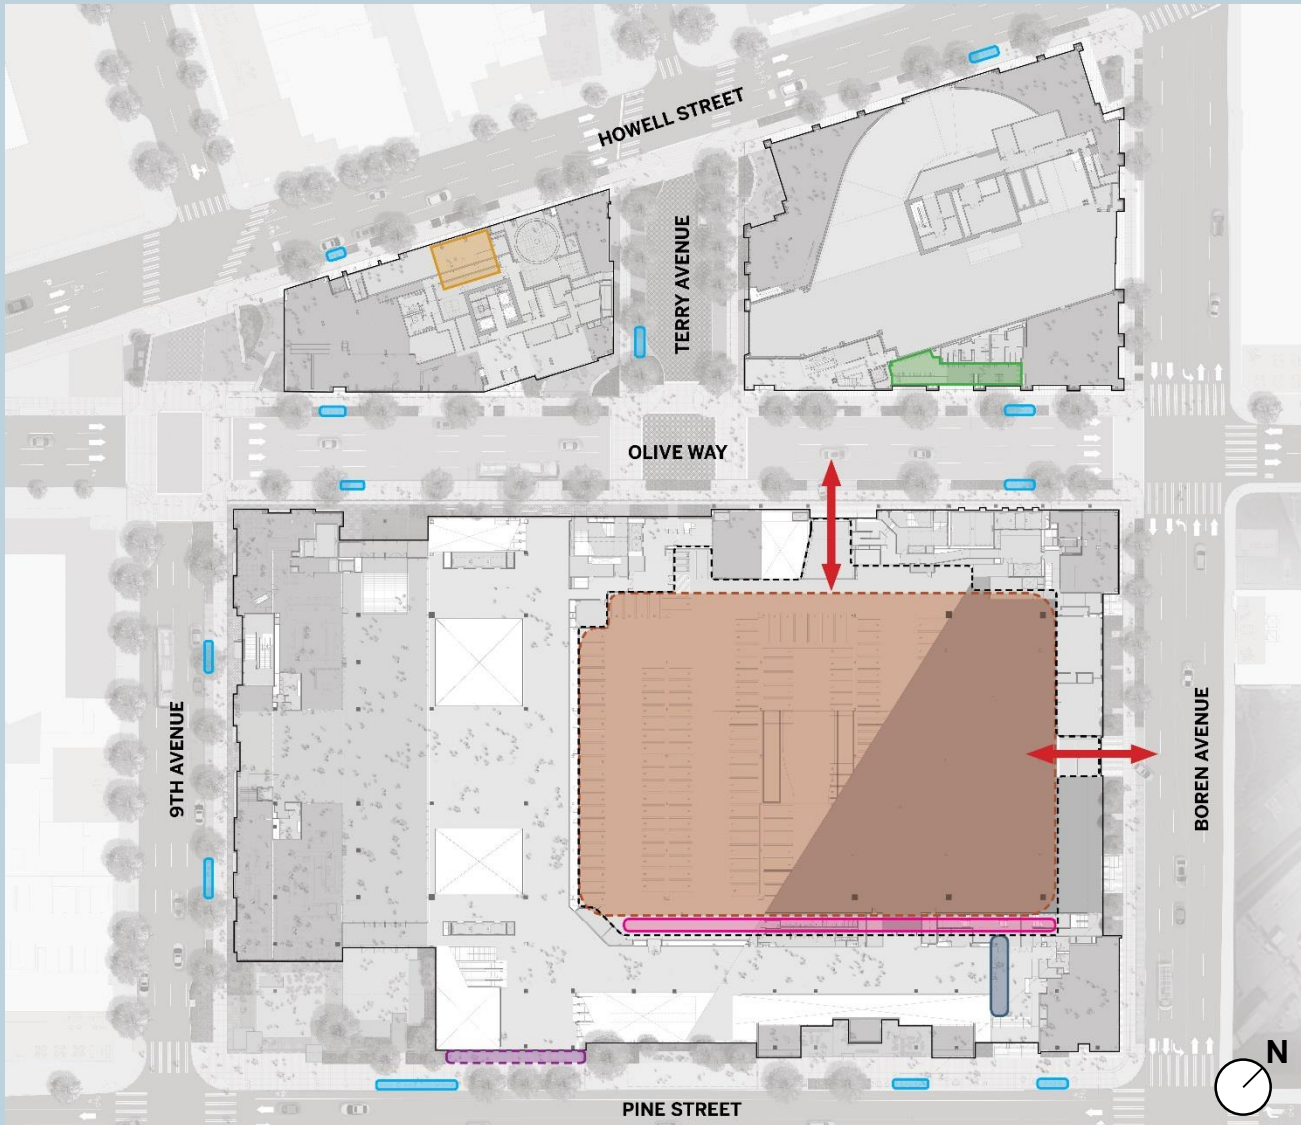 HOWELL STREET
TERRY AVENUE
OLIVE WAY
9TH AVENUE
BOREN AVENUE
N
PINE STREET